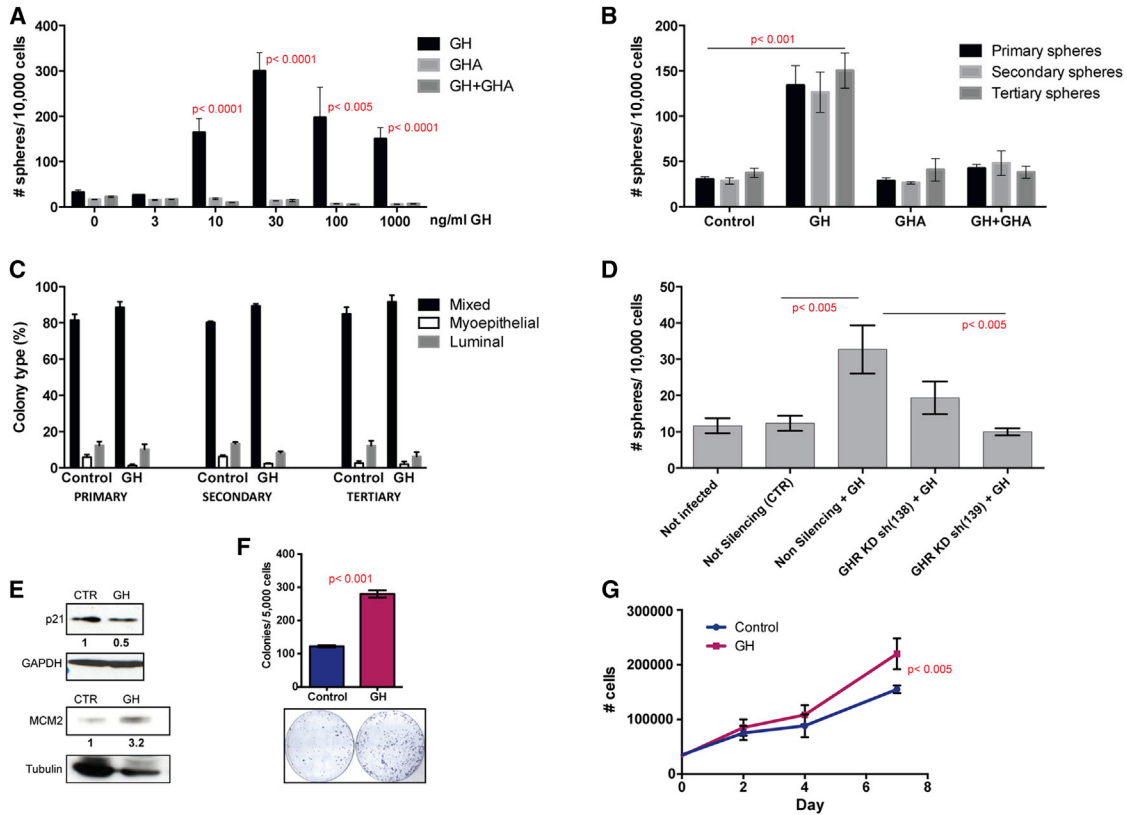 A
# spheres/ 10,000 cells
400
300
200
100
0
GH
GHA
GH+GHA
p< 0.0001
p< 0.0001
p< 0.005
p< 0.0001
0 3 10 30 100 1000 ng/ml GH
B
# spheres/ 10,000 cells
200
150
100
50
0
p< 0.001
Primary spheres
Secondary spheres
Tertiary spheres
Control GH GHA GH+GHA
C
Colony type (%)
100
80
60
40
20
0
Mixed
Myoepithelial
Luminal
Control GH Control GH Control GH
PRIMARY SECONDARY TERTIARY
D
# spheres/ 10,000 cells
50
40
30
20
10
0
p< 0.005
p< 0.005
Not infected
Not Silencing (CTR)
Non Silencing + GH
GHR KD sh(138) + GH
GHR KD sh(139) + GH
E
CTR GH
p21
1 0.5
GAPDH
CTR GH
MCM2
1 3.2
Tubulin
F
Colonies/ 5,000 cells
400
300
200
100
0
p< 0.001
Control GH
G
# cells
300000
200000
100000
0
Control
GH
p< 0.005
0 2 4 6 8
Day